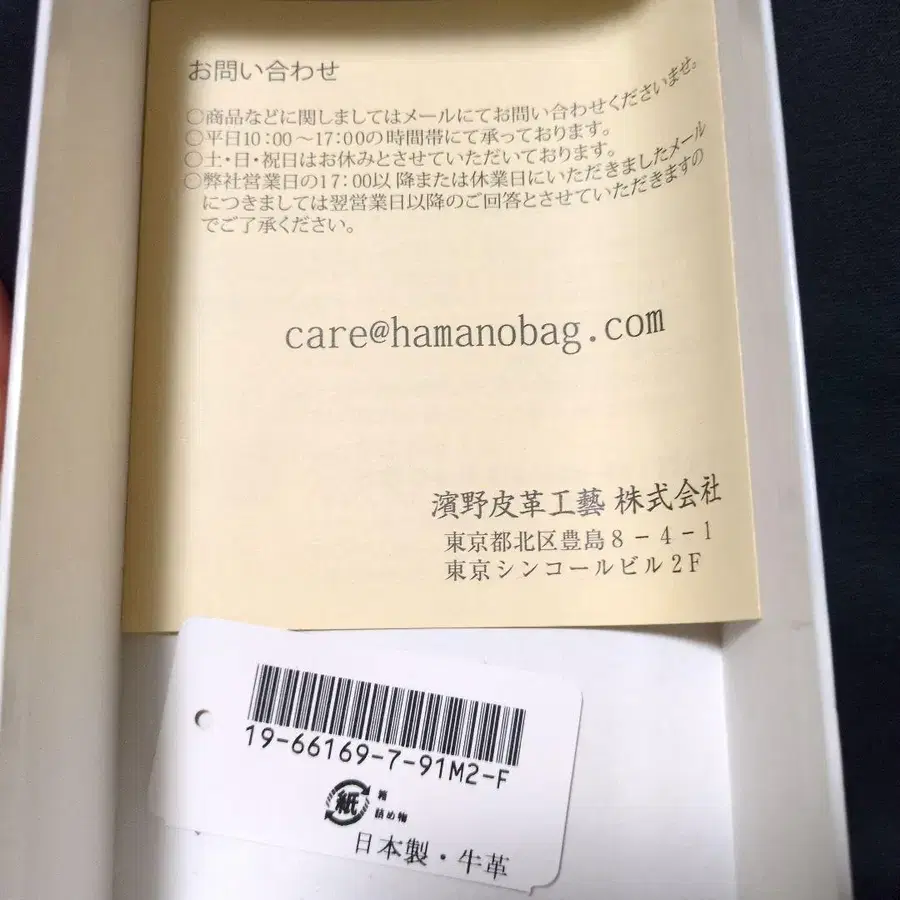 お問い合わせ
○商品などに関しましてはメールにてお問い合わせくださいませ。
○平日10:00～17:00の時間帯にて承っております。
○土・日・祝日はお休みとさせていただいております。
○弊社営業日の17:00以降または休業日にいただきましたメール
につきましては翌営業日以降のご回答とさせていただきますの
でご了承ください。
care@hamanobag.com
濱野皮革工藝 株式会社
東京都北区豊島8-4-1
東京シンコールビル2F
19-66169-7-91M2-F
紙
箱
詰め物
日本製・牛革